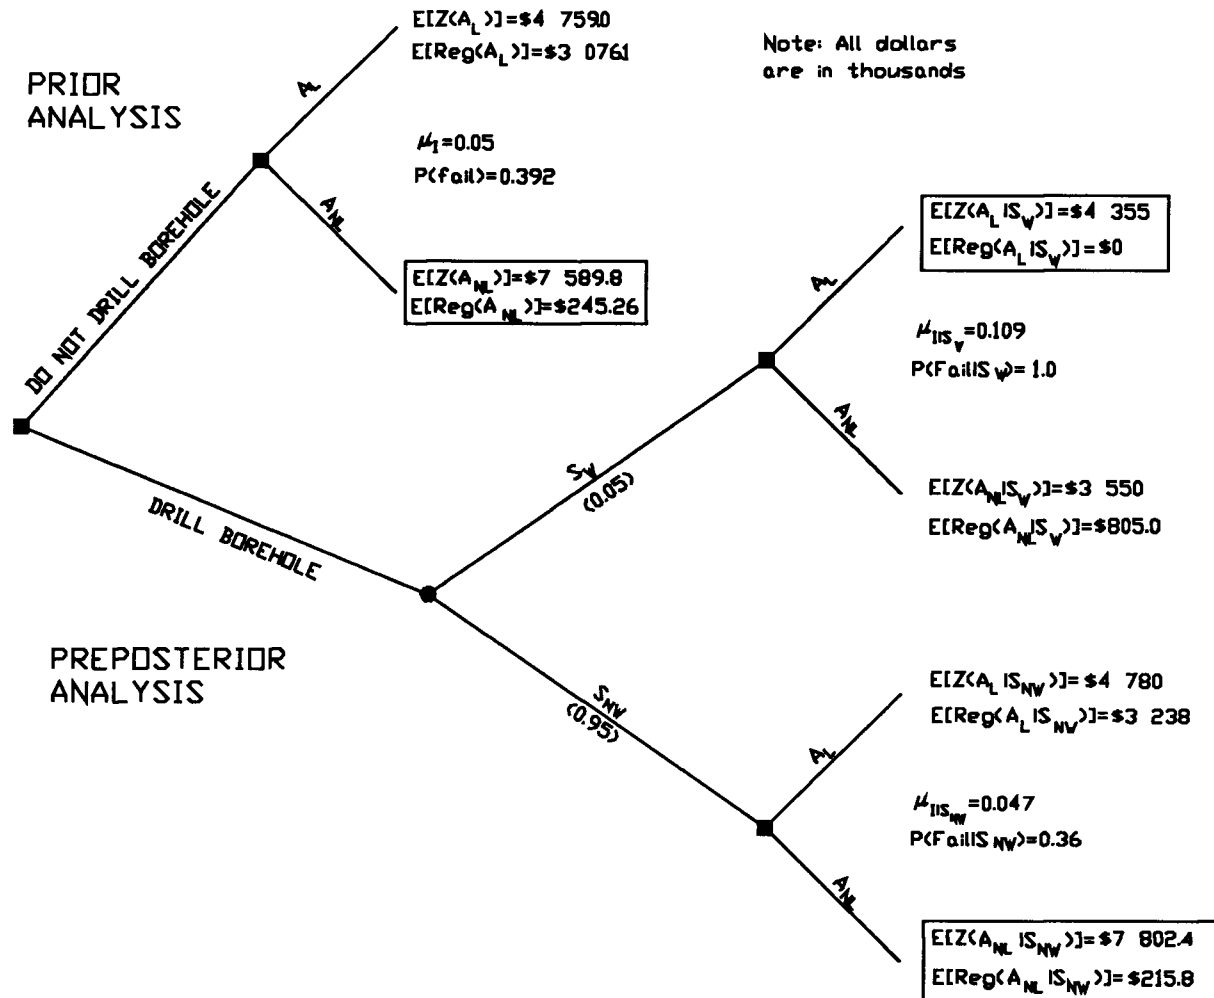 E[Z(A_L)]=$4 759.0
E[Reg(A_L)]=$3 076.1
Note: All dollars
are in thousands
PRIOR
ANALYSIS
A_L
μ_I=0.05
P(fail)=0.392
A_NL
DO NOT DRILL BOREHOLE
E[Z(A_NL)]=$7 589.8
E[Reg(A_NL)]=$245.26
E[Z(A_L|S_W)]=$4 355
E[Reg(A_L|S_W)]=$0
A_L
μ_I|S_W=0.109
P(Fail|S_W)=1.0
A_NL
S_W
(0.05)
E[Z(A_NL|S_W)]=$3 550
E[Reg(A_NL|S_W)]=$805.0
DRILL BOREHOLE
PREPOSTERIOR
ANALYSIS
S_NW
(0.95)
E[Z(A_L|S_NW)]=$4 780
E[Reg(A_L|S_NW)]=$3 238
A_L
μ_I|S_NW=0.047
P(Fail|S_NW)=0.36
A_NL
E[Z(A_NL|S_NW)]=$7 802.4
E[Reg(A_NL|S_NW)]=$215.8